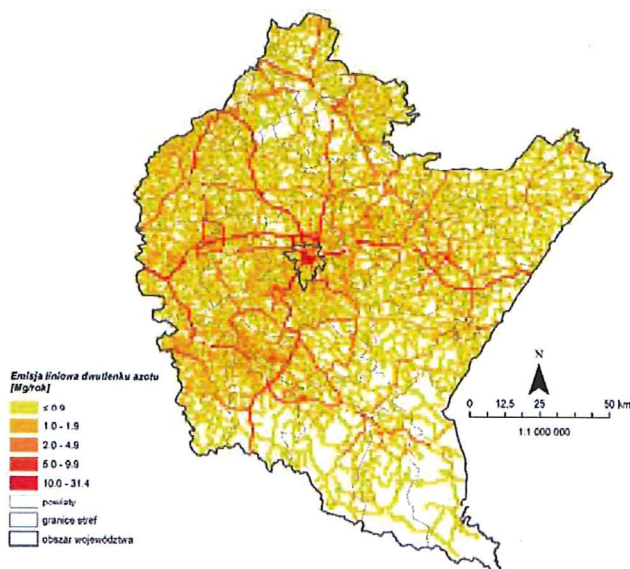 Emisja liniowa dwutlenku azotu
[Mg/rok]
≤ 0.9
1.0 - 1.9
2.0 - 4.9
5.0 - 9.9
10.0 - 31.4
powiaty
granice stref
obszar województwa
N
0 12,5 25 50 km
1:1 000 000